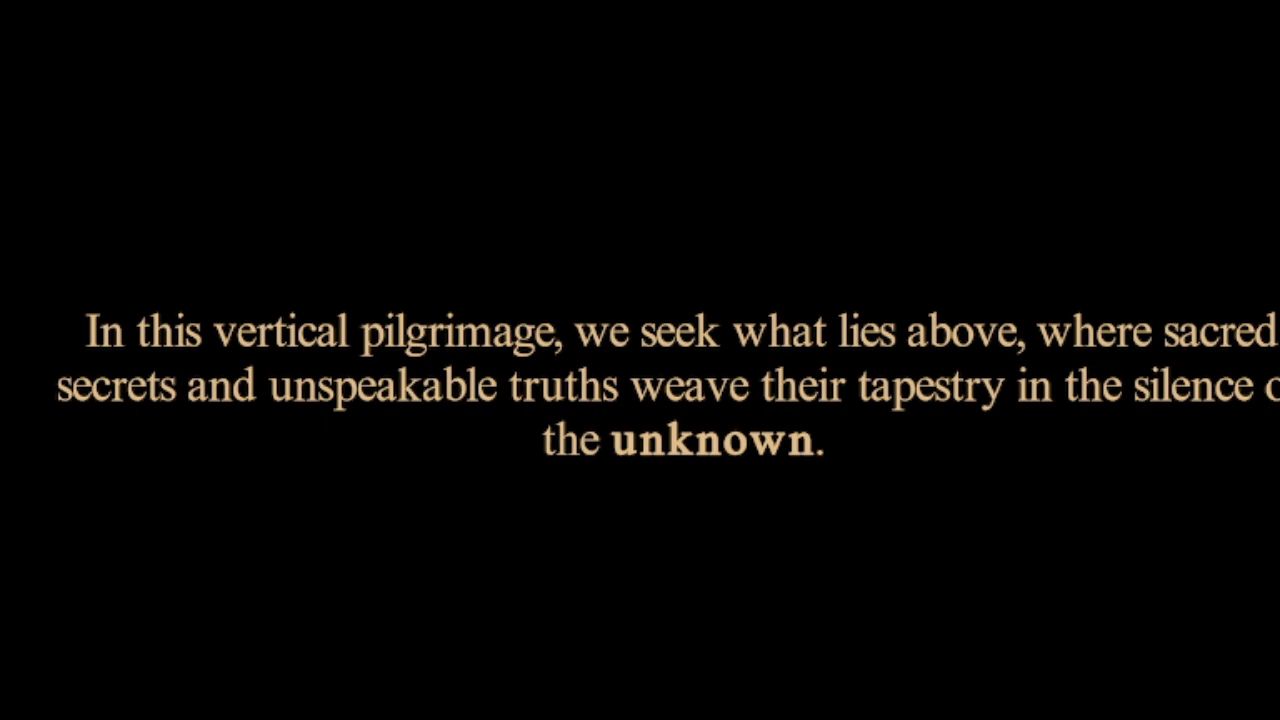 In this vertical pilgrimage, we seek what lies above, where sacred
secrets and unspeakable truths weave their tapestry in the silence
the unknown.